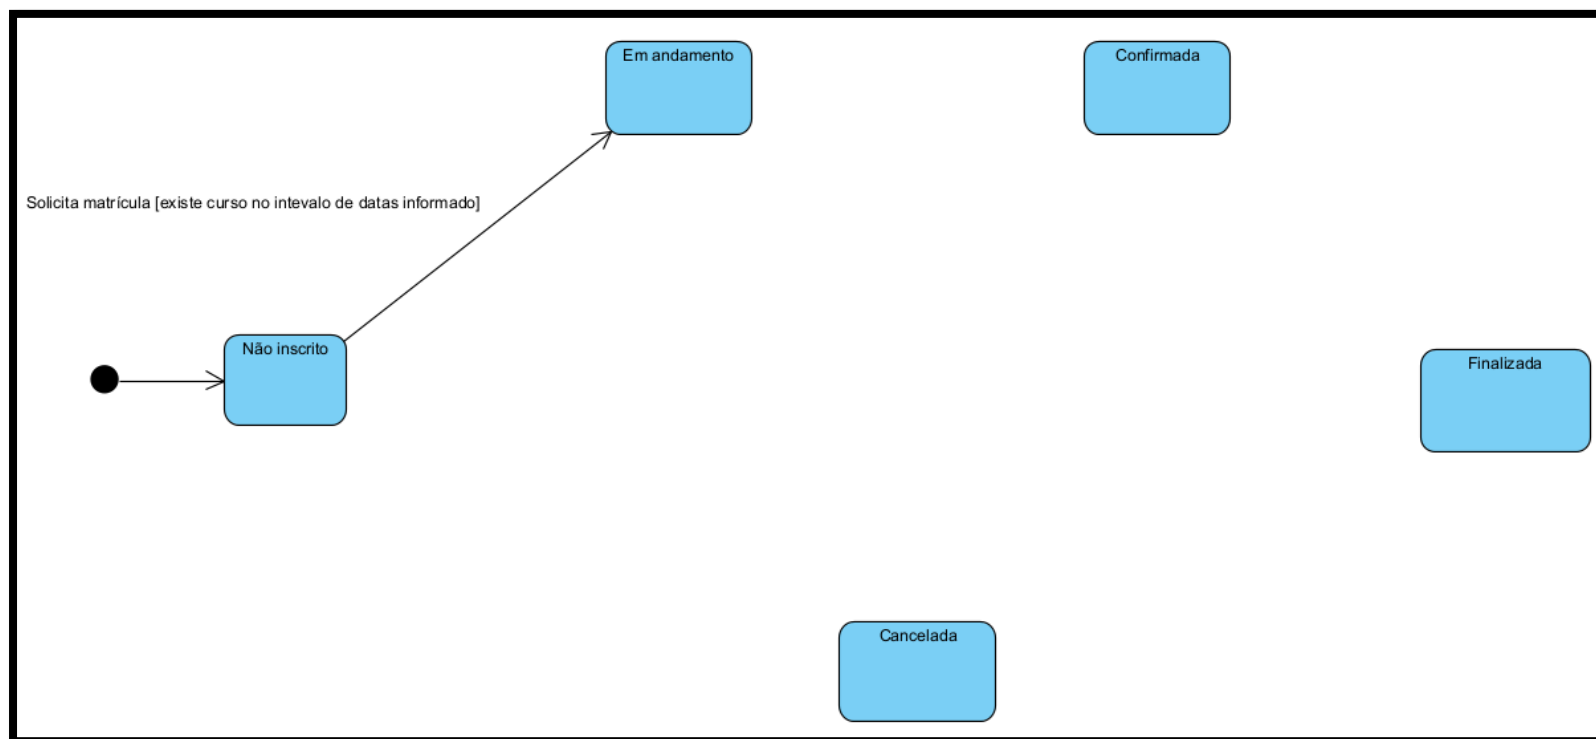 Em andamento
Confirmada
Solicita matrícula [existe curso no intevalo de datas informado]
Não inscrito
Finalizada
Cancelada